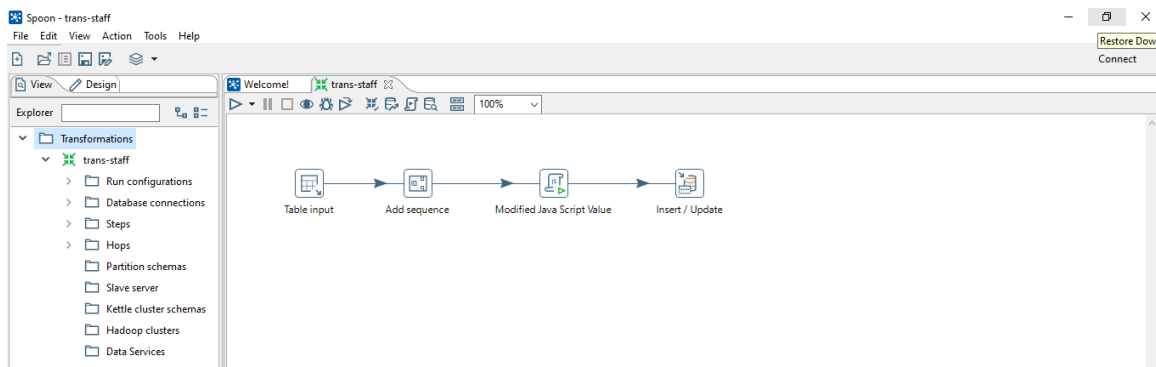 Spoon - trans-staff
File Edit View Action Tools Help
Restore Dow
Connect
View Design
Welcome! trans-staff
Explorer
100%
Transformations
trans-staff
Run configurations
Database connections
Steps
Hops
Partition schemas
Slave server
Kettle cluster schemas
Hadoop clusters
Data Services
Table input Add sequence Modified Java Script Value Insert / Update